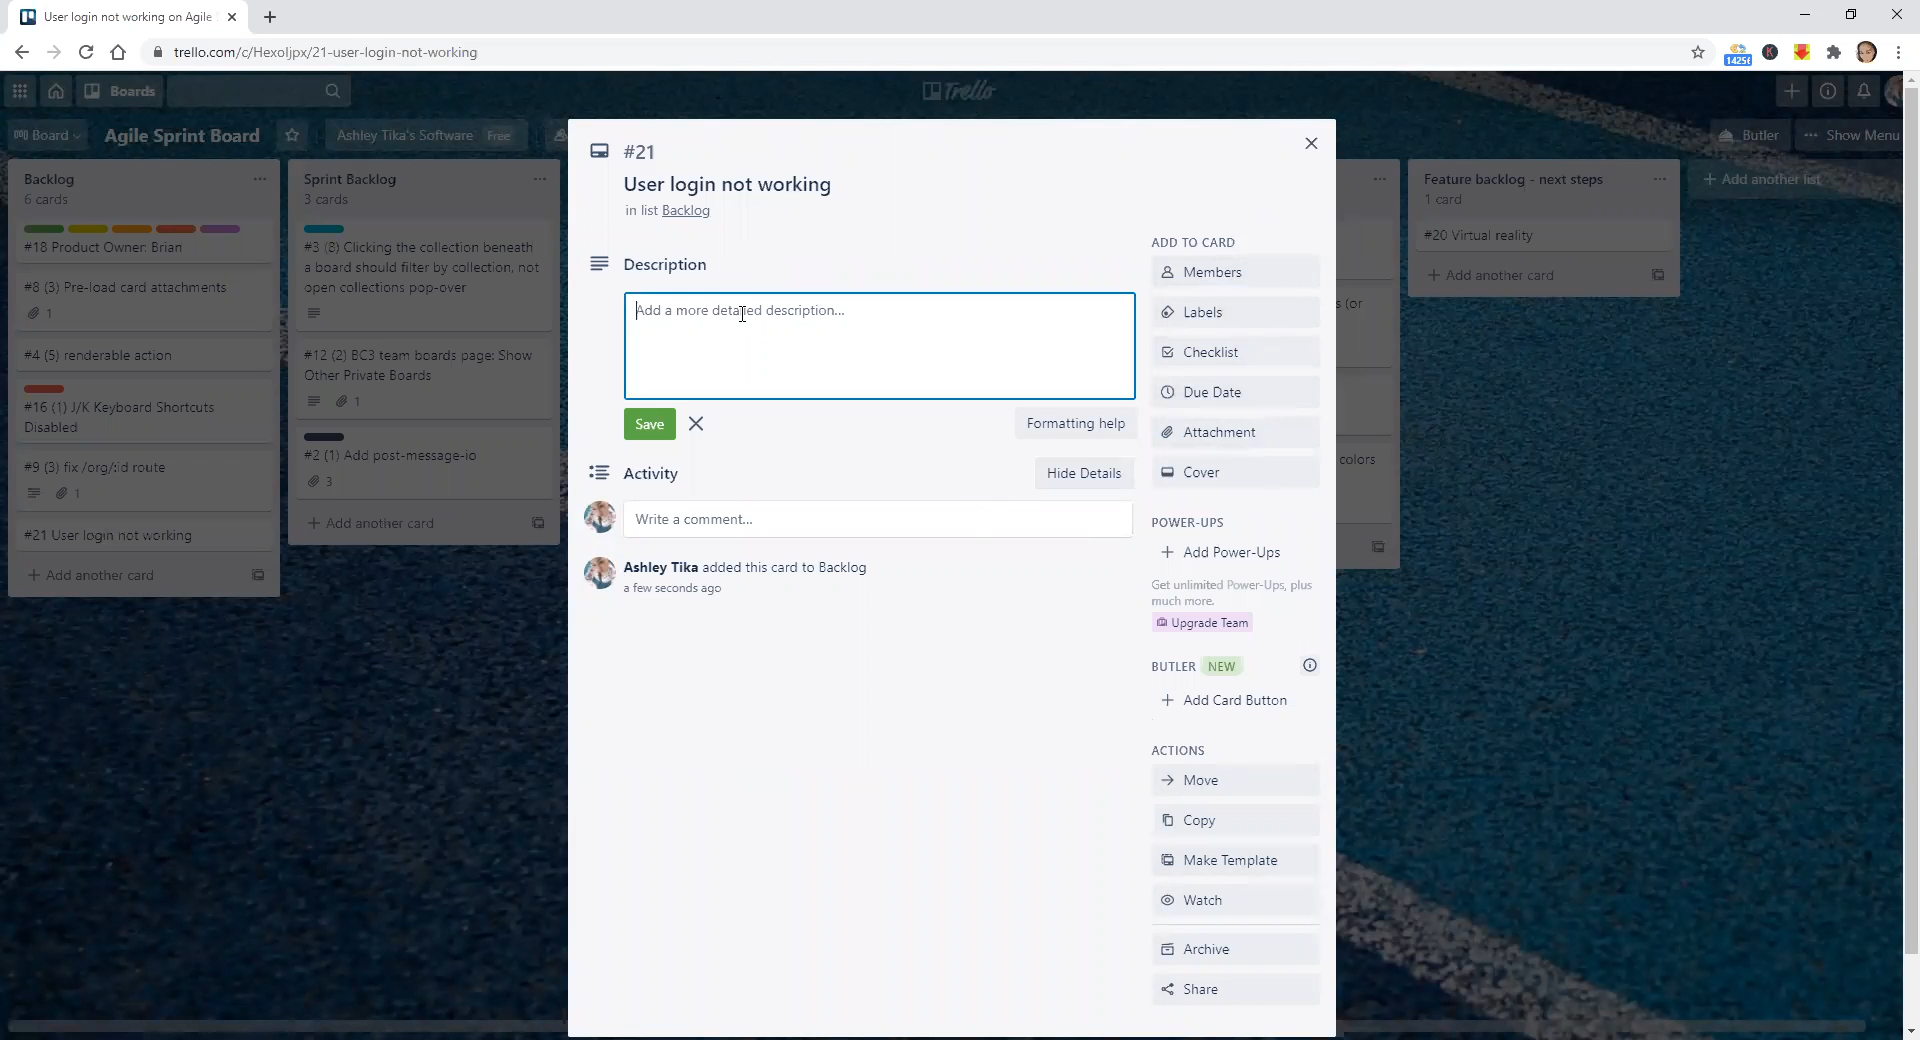 User login not working on Agile
trello.com/c/Hexoljpx/21-user-login-not-working
Boards
Trello
Board
Agile Sprint Board
Ashley Tika's Software
Free
Butler
Show Menu
Backlog
6 cards
#18 Product Owner: Brian
#8 (3) Pre-load card attachments
1
#4 (5) renderable action
#16 (1) J/K Keyboard Shortcuts
Disabled
#9 (3) fix /org/:id route
1
#21 User login not working
+ Add another card
Sprint Backlog
3 cards
#3 (8) Clicking the collection beneath
a board should filter by collection, not
open collections pop-over
#12 (2) BC3 team boards page: Show
Other Private Boards
1
#2 (1) Add post-message-io
3
+ Add another card
#21
User login not working
in list Backlog
Description
Add a more detailed description...
Save
Formatting help
Activity
Hide Details
Write a comment...
Ashley Tika added this card to Backlog
a few seconds ago
ADD TO CARD
Members
Labels
Checklist
Due Date
Attachment
Cover
POWER-UPS
+ Add Power-Ups
Get unlimited Power-Ups, plus
much more.
Upgrade Team
BUTLER NEW
+ Add Card Button
ACTIONS
Move
Copy
Make Template
Watch
Archive
Share
(or
colors
Feature backlog - next steps
1 card
#20 Virtual reality
+ Add another card
+ Add another list